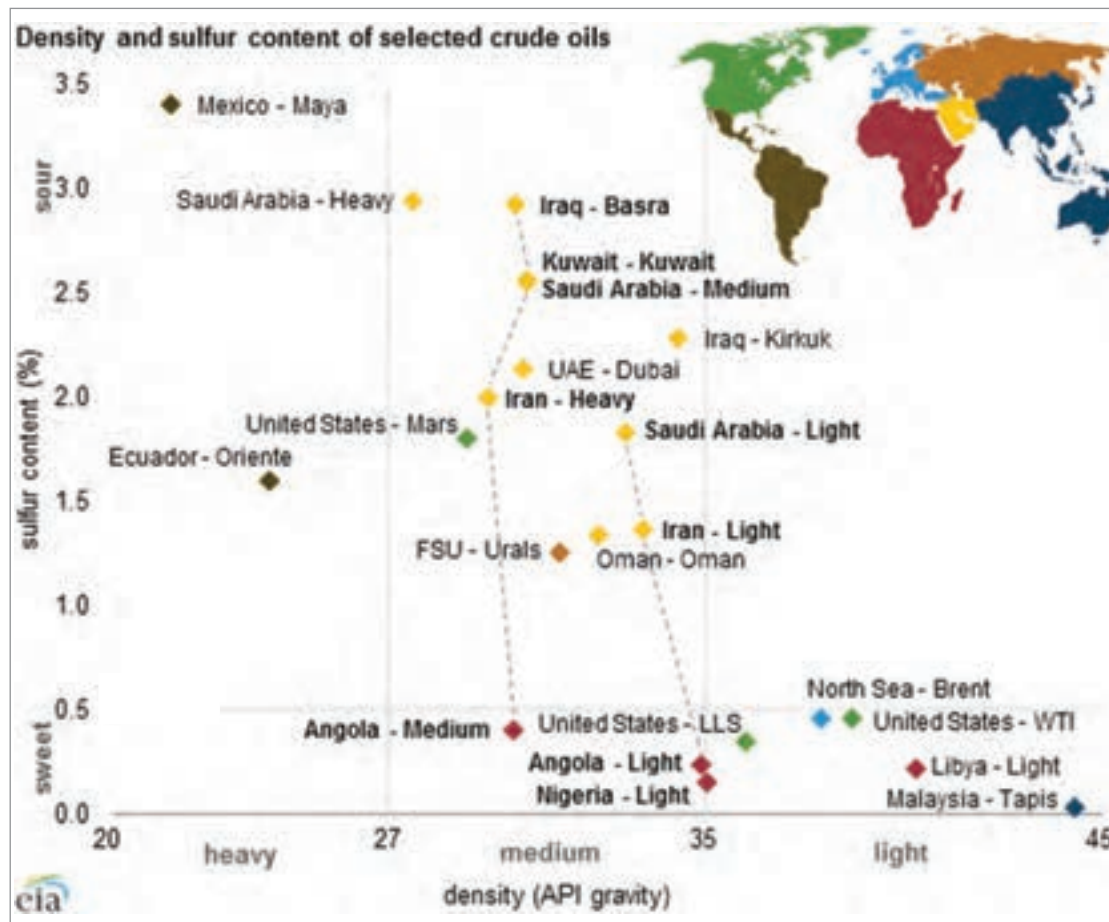 Density and sulfur content of selected crude oils
3.5
Mexico - Maya
sour
3.0
Saudi Arabia - Heavy
Iraq - Basra
Kuwait - Kuwait
2.5
Saudi Arabia - Medium
Iraq - Kirkuk
UAE - Dubai
sulfur content (%)
2.0
Iran - Heavy
United States - Mars
Saudi Arabia - Light
Ecuador - Oriente
1.5
Iran - Light
FSU - Urals
Oman - Oman
1.0
North Sea - Brent
0.5
Angola - Medium
United States - LLS
United States - WTI
sweet
Angola - Light
Libya - Light
Nigeria - Light
Malaysia - Tapis
0.0
20
27
35
45
heavy
medium
light
density (API gravity)
eia